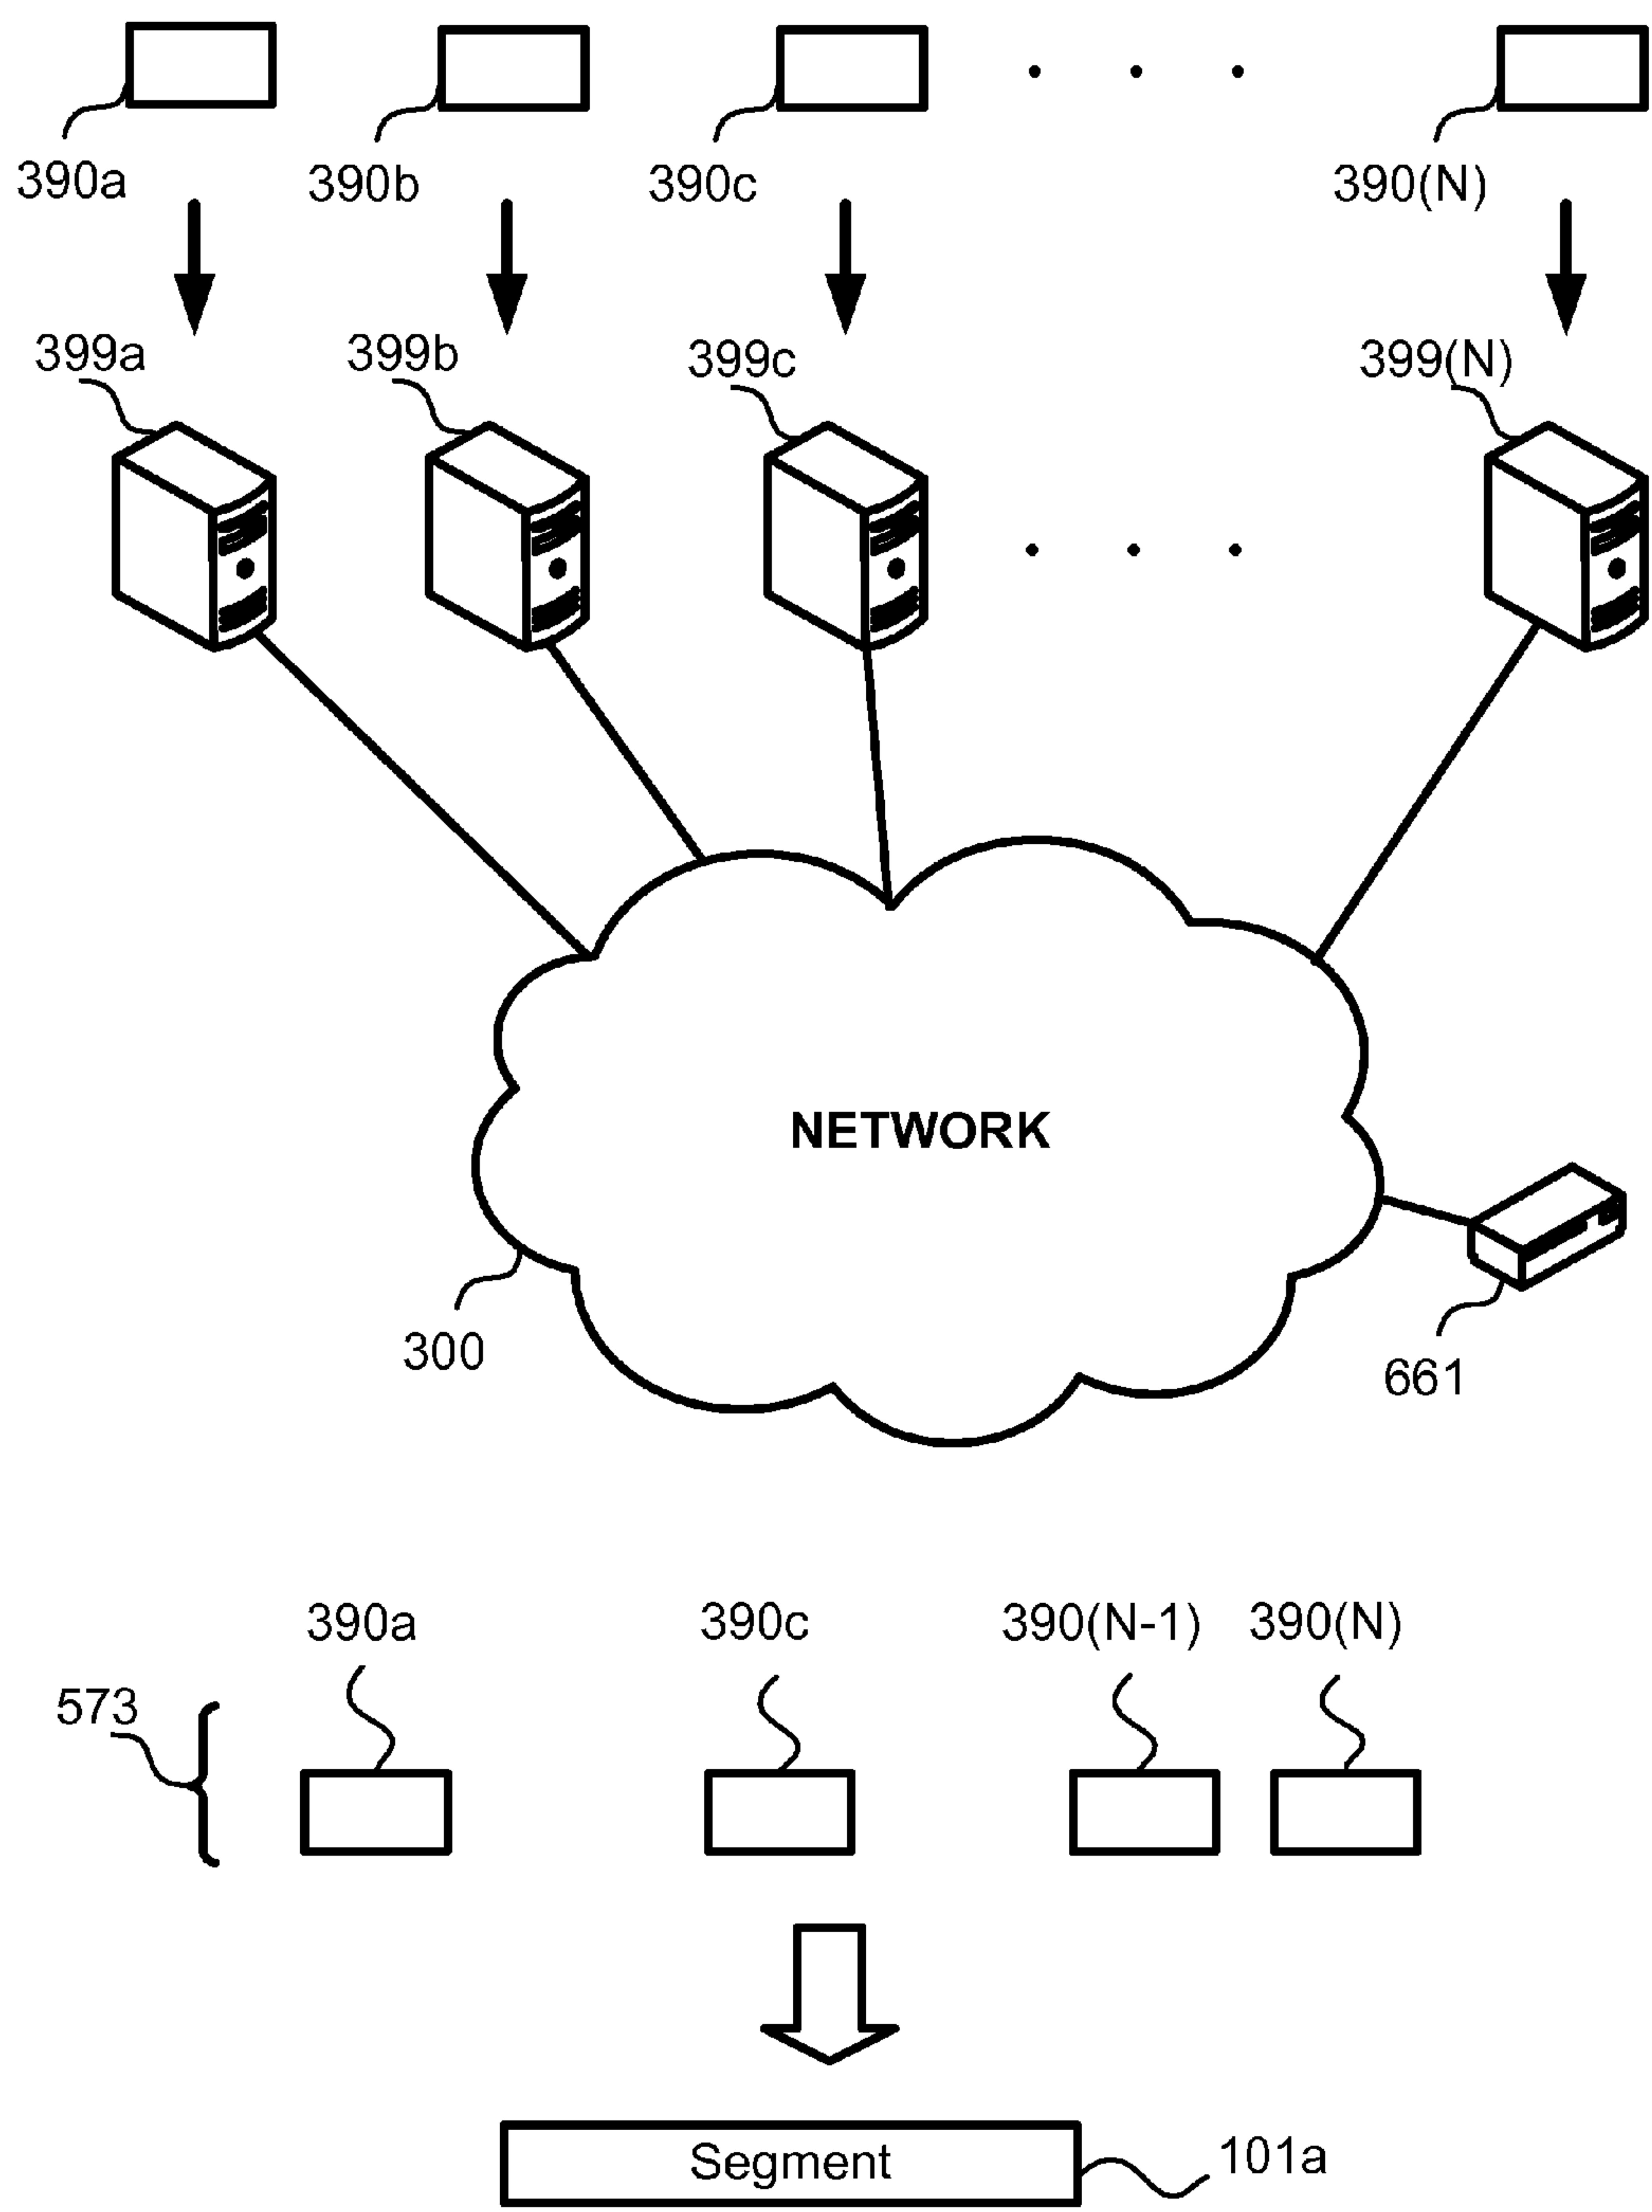 390a 390b 390c 390(N)
399a 399b 399c 399(N)
NETWORK
300
661
390a 390c 390(N-1) 390(N)
573
Segment 101a